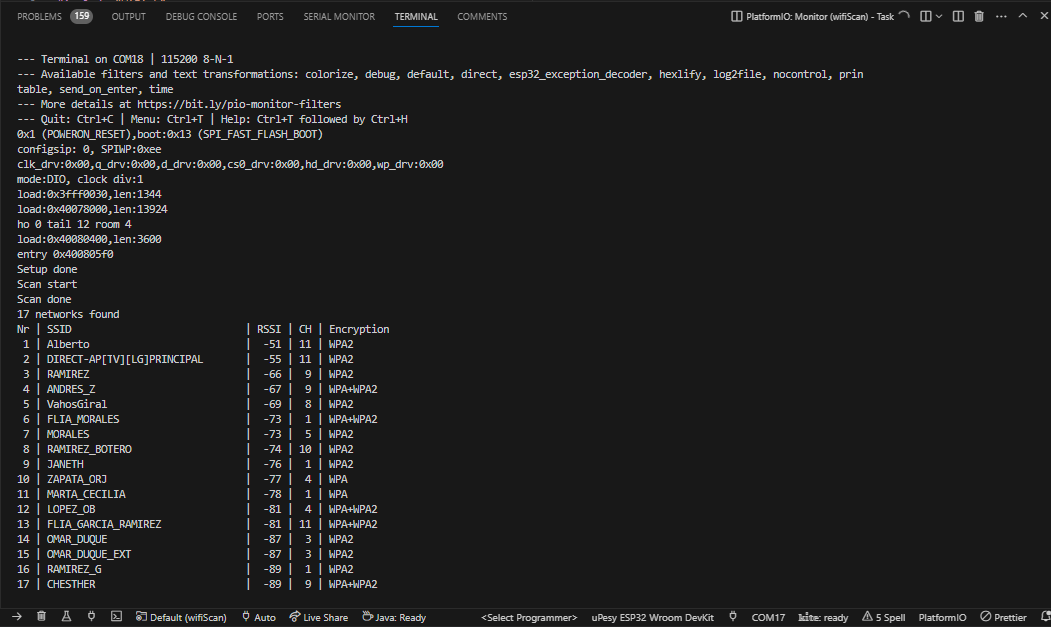 PROBLEMS 159 OUTPUT DEBUG CONSOLE PORTS SERIAL MONITOR TERMINAL COMMENTS PlatformIO: Monitor (wifiScan) - Task
--- Terminal on COM18 | 115200 8-N-1
--- Available filters and text transformations: colorize, debug, default, direct, esp32_exception_decoder, hexlify, log2file, nocontrol, prin
table, send_on_enter, time
--- More details at https://bit.ly/pio-monitor-filters
--- Quit: Ctrl+C | Menu: Ctrl+T | Help: Ctrl+T followed by Ctrl+H
0x1 (POWERON_RESET),boot:0x13 (SPI_FAST_FLASH_BOOT)
configsip: 0, SPIWP:0xee
clk_drv:0x00,q_drv:0x00,d_drv:0x00,cs0_drv:0x00,hd_drv:0x00,wp_drv:0x00
mode:DIO, clock div:1
load:0x3fff0030,len:1344
load:0x40078000,len:13924
ho 0 tail 12 room 4
load:0x40080400,len:3600
entry 0x400805f0
Setup done
Scan start
Scan done
17 networks found
Nr | SSID | RSSI | CH | Encryption
1 | Alberto | -51 | 11 | WPA2
2 | DIRECT-AP[TV][LG]PRINCIPAL | -55 | 11 | WPA2
3 | RAMIREZ | -66 | 9 | WPA2
4 | ANDRES_Z | -67 | 9 | WPA+WPA2
5 | VahosGiral | -69 | 8 | WPA2
6 | FLIA_MORALES | -73 | 1 | WPA+WPA2
7 | MORALES | -73 | 5 | WPA2
8 | RAMIREZ_BOTERO | -74 | 10 | WPA2
9 | JANETH | -76 | 1 | WPA2
10 | ZAPATA_ORJ | -77 | 4 | WPA
11 | MARTA_CECILIA | -78 | 1 | WPA
12 | LOPEZ_OB | -81 | 4 | WPA+WPA2
13 | FLIA_GARCIA_RAMIREZ | -81 | 11 | WPA+WPA2
14 | OMAR_DUQUE | -87 | 3 | WPA2
15 | OMAR_DUQUE_EXT | -87 | 3 | WPA2
16 | RAMIREZ_G | -89 | 1 | WPA2
17 | CHESTHER | -89 | 9 | WPA+WPA2
Default (wifiScan) Auto Live Share Java: Ready <Select Programmer> uPesy ESP32 Wroom DevKit COM17 kite: ready 5 Spell PlatformIO Prettier